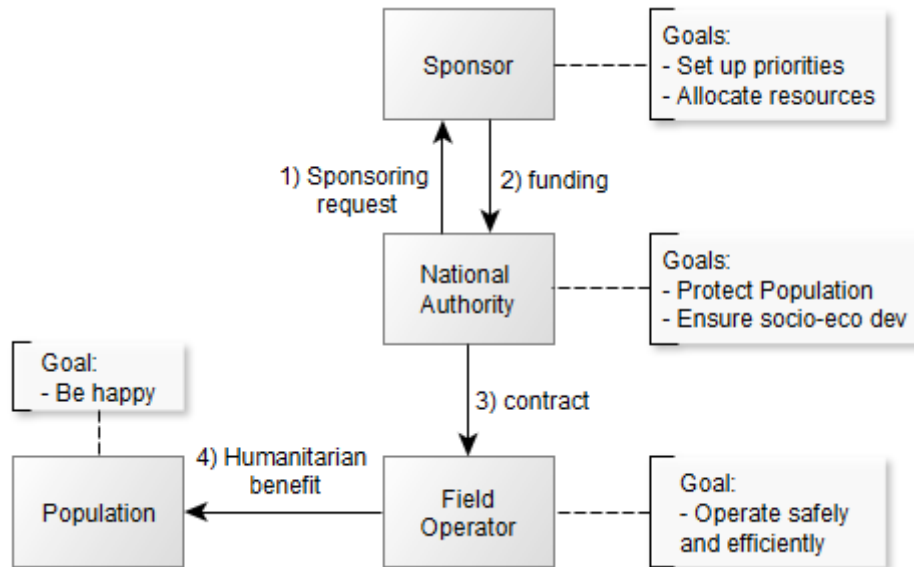 Sponsor
Goals:
- Set up priorities
- Allocate resources
1) Sponsoring
request
2) funding
National
Authority
Goals:
- Protect Population
- Ensure socio-eco dev
Goal:
- Be happy
3) contract
Population
4) Humanitarian
benefit
Field
Operator
Goal:
- Operate safely
and efficiently